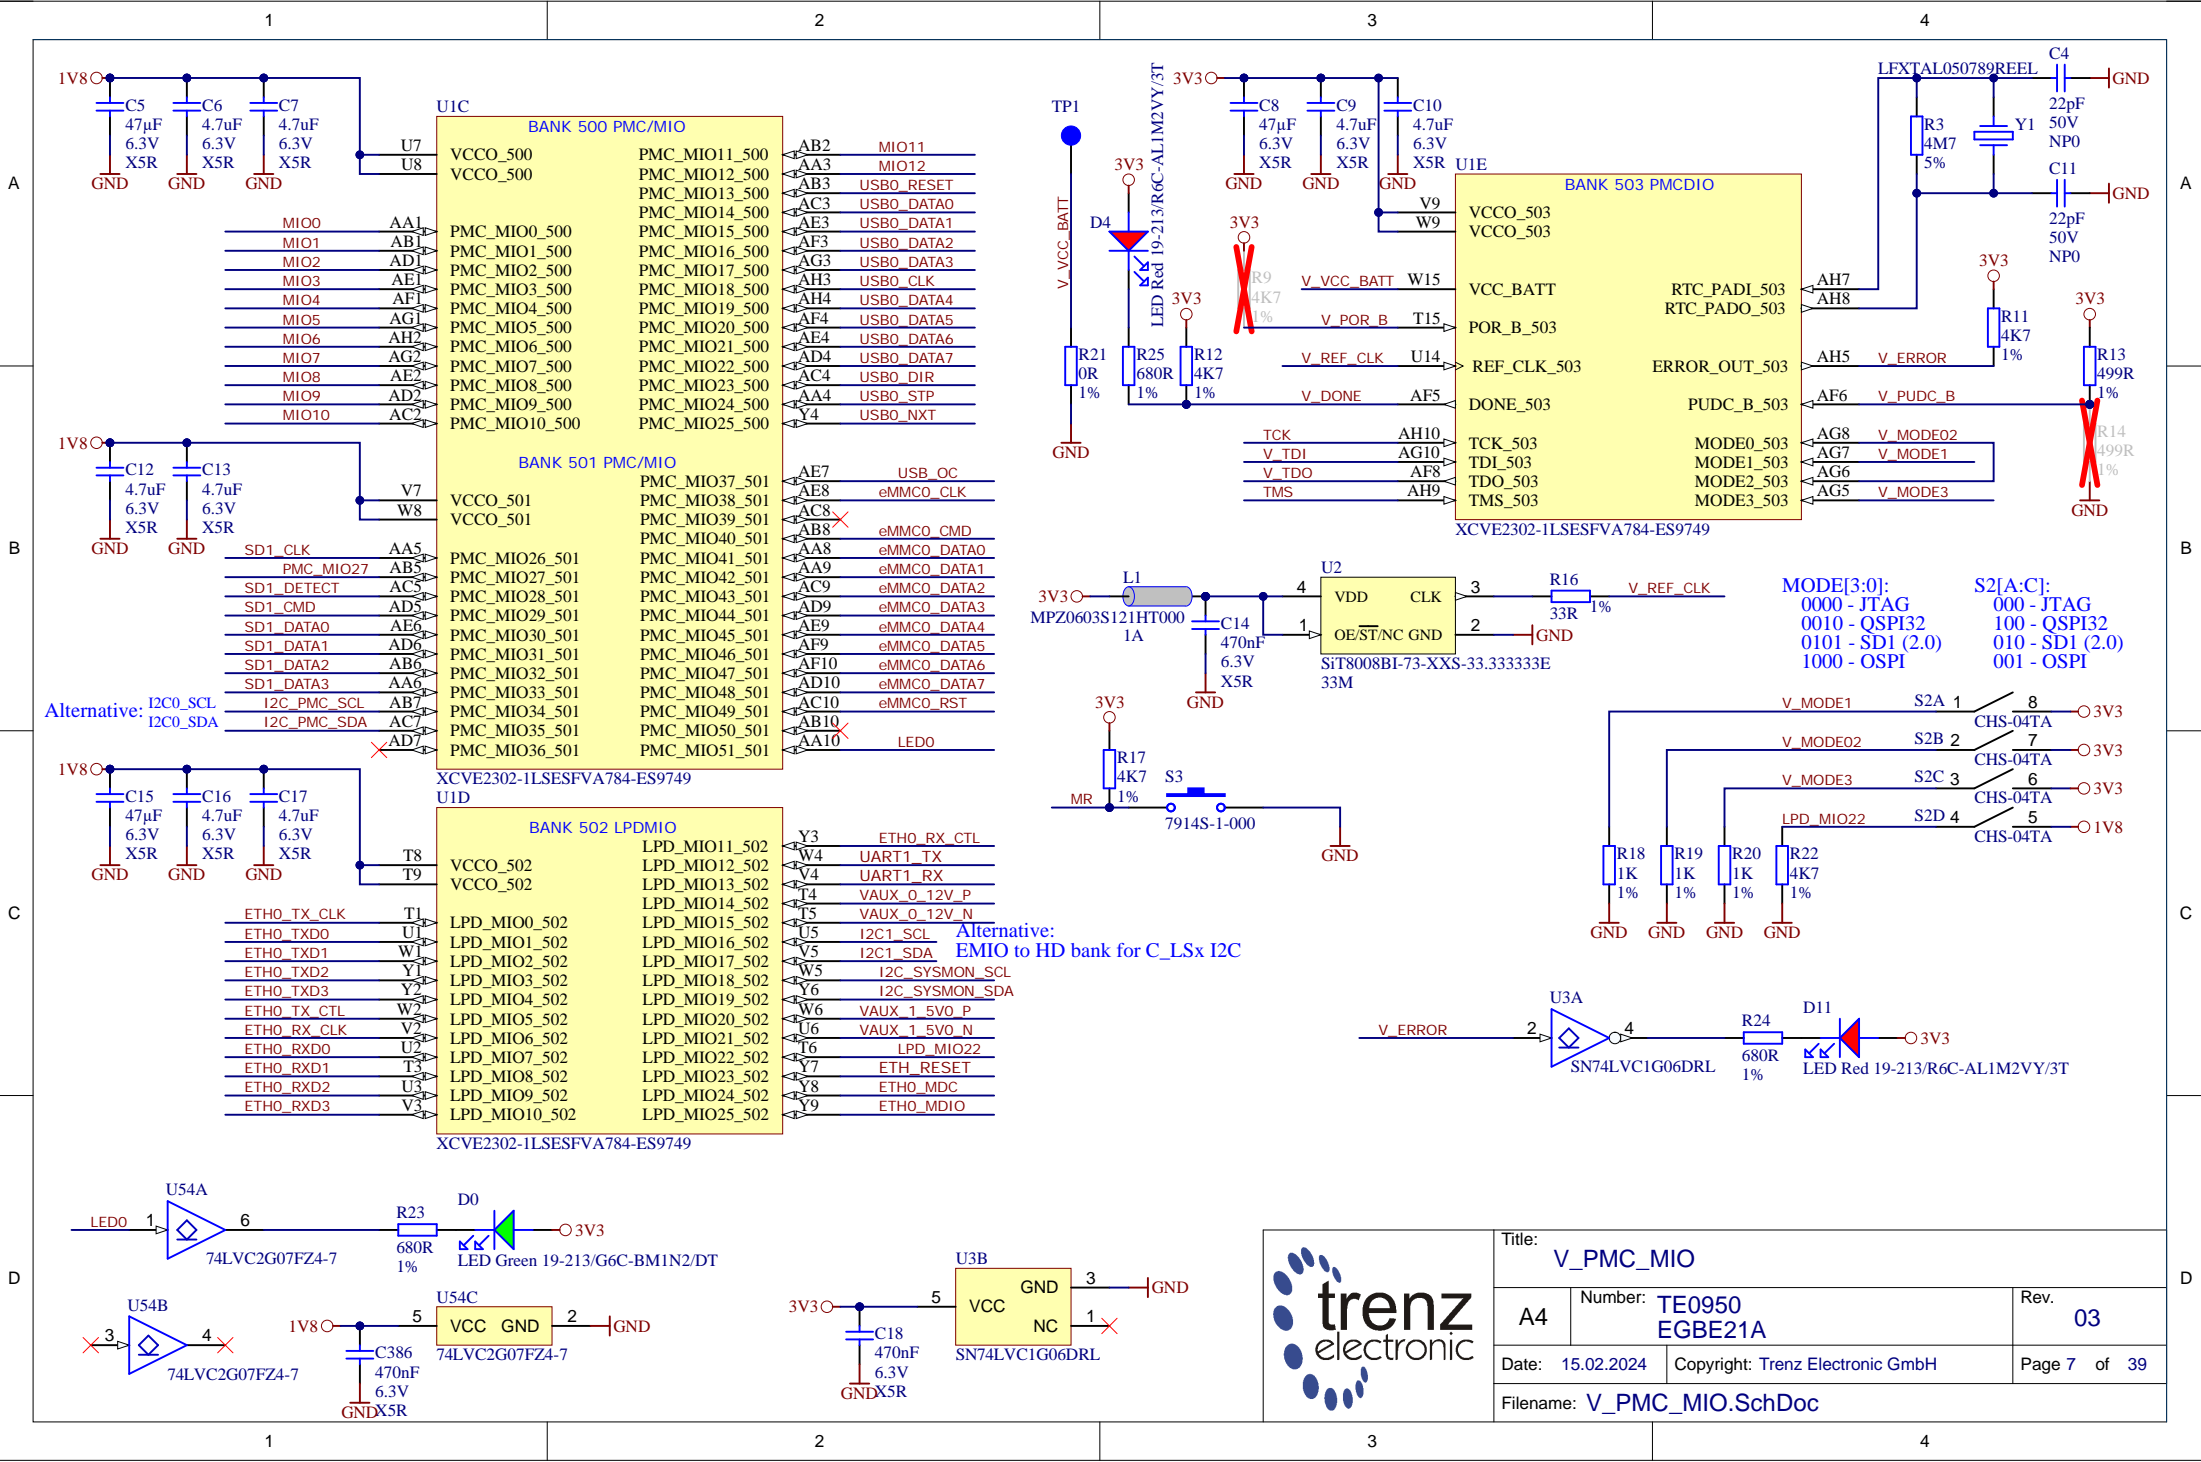 1 2 3 4
A A
B B
C C
D D
1 2 3 4
1V8
C5
47µF
6.3V
X5R
GND
C6
4.7uF
6.3V
X5R
GND
C7
4.7uF
6.3V
X5R
GND
U1C
BANK 500 PMC/MIO
U7 VCCO_500
U8 VCCO_500
MIO0 AA1 PMC_MIO0_500
MIO1 AB1 PMC_MIO1_500
MIO2 AD1 PMC_MIO2_500
MIO3 AE1 PMC_MIO3_500
MIO4 AF1 PMC_MIO4_500
MIO5 AG1 PMC_MIO5_500
MIO6 AH2 PMC_MIO6_500
MIO7 AG2 PMC_MIO7_500
MIO8 AE2 PMC_MIO8_500
MIO9 AD2 PMC_MIO9_500
MIO10 AC2 PMC_MIO10_500
PMC_MIO11_500 AB2 MIO11
PMC_MIO12_500 AA3 MIO12
PMC_MIO13_500 AB3 USB0_RESET
PMC_MIO14_500 AC3 USB0_DATA0
PMC_MIO15_500 AE3 USB0_DATA1
PMC_MIO16_500 AF3 USB0_DATA2
PMC_MIO17_500 AG3 USB0_DATA3
PMC_MIO18_500 AH3 USB0_CLK
PMC_MIO19_500 AH4 USB0_DATA4
PMC_MIO20_500 AF4 USB0_DATA5
PMC_MIO21_500 AE4 USB0_DATA6
PMC_MIO22_500 AD4 USB0_DATA7
PMC_MIO23_500 AC4 USB0_DIR
PMC_MIO24_500 AA4 USB0_STP
PMC_MIO25_500 Y4 USB0_NXT
1V8
C12
4.7uF
6.3V
X5R
GND
C13
4.7uF
6.3V
X5R
GND
BANK 501 PMC/MIO
V7 VCCO_501
W8 VCCO_501
SD1_CLK AA5 PMC_MIO26_501
PMC_MIO27 AB5 PMC_MIO27_501
SD1_DETECT AC5 PMC_MIO28_501
SD1_CMD AD5 PMC_MIO29_501
SD1_DATA0 AE6 PMC_MIO30_501
SD1_DATA1 AD6 PMC_MIO31_501
SD1_DATA2 AB6 PMC_MIO32_501
SD1_DATA3 AA6 PMC_MIO33_501
Alternative: I2C0_SCL I2C_PMC_SCL AB7 PMC_MIO34_501
I2C0_SDA I2C_PMC_SDA AC7 PMC_MIO35_501
AD7 PMC_MIO36_501
PMC_MIO37_501 AE7 USB_OC
PMC_MIO38_501 AE8 eMMC0_CLK
PMC_MIO39_501 AC8
PMC_MIO40_501 AB8 eMMC0_CMD
PMC_MIO41_501 AA8 eMMC0_DATA0
PMC_MIO42_501 AA9 eMMC0_DATA1
PMC_MIO43_501 AC9 eMMC0_DATA2
PMC_MIO44_501 AD9 eMMC0_DATA3
PMC_MIO45_501 AE9 eMMC0_DATA4
PMC_MIO46_501 AF9 eMMC0_DATA5
PMC_MIO47_501 AF10 eMMC0_DATA6
PMC_MIO48_501 AD10 eMMC0_DATA7
PMC_MIO49_501 AC10 eMMC0_RST
PMC_MIO50_501 AB10
PMC_MIO51_501 AA10 LED0
XCVE2302-1LSESFVA784-ES9749
1V8
C15
47µF
6.3V
X5R
GND
C16
4.7uF
6.3V
X5R
GND
C17
4.7uF
6.3V
X5R
GND
U1D
BANK 502 LPDMIO
T8 VCCO_502
T9 VCCO_502
ETH0_TX_CLK T1 LPD_MIO0_502
ETH0_TXD0 U1 LPD_MIO1_502
ETH0_TXD1 W1 LPD_MIO2_502
ETH0_TXD2 Y1 LPD_MIO3_502
ETH0_TXD3 Y2 LPD_MIO4_502
ETH0_TX_CTL W2 LPD_MIO5_502
ETH0_RX_CLK V2 LPD_MIO6_502
ETH0_RXD0 U2 LPD_MIO7_502
ETH0_RXD1 T3 LPD_MIO8_502
ETH0_RXD2 U3 LPD_MIO9_502
ETH0_RXD3 V3 LPD_MIO10_502
LPD_MIO11_502 Y3 ETH0_RX_CTL
LPD_MIO12_502 W4 UART1_TX
LPD_MIO13_502 V4 UART1_RX
LPD_MIO14_502 T4 VAUX_0_12V_P
LPD_MIO15_502 T5 VAUX_0_12V_N
LPD_MIO16_502 U5 I2C1_SCL
LPD_MIO17_502 V5 I2C1_SDA
LPD_MIO18_502 W5 I2C_SYSMON_SCL
LPD_MIO19_502 Y6 I2C_SYSMON_SDA
LPD_MIO20_502 W6 VAUX_1_5V0_P
LPD_MIO21_502 U6 VAUX_1_5V0_N
LPD_MIO22_502 T6 LPD_MIO22
LPD_MIO23_502 Y7 ETH_RESET
LPD_MIO24_502 Y8 ETH0_MDC
LPD_MIO25_502 Y9 ETH0_MDIO
Alternative:
EMIO to HD bank for C_LSx I2C
XCVE2302-1LSESFVA784-ES9749
TP1
V_VCC_BATT
R21
0R
1%
GND
3V3
D4
LED Red 19-213/R6C-AL1M2VY/3T
R25
680R
1%
3V3
R12
4K7
1%
3V3
C8
47µF
6.3V
X5R
GND
C9
4.7uF
6.3V
X5R
GND
C10
4.7uF
6.3V
X5R
GND
3V3
R9
4K7
1%
U1E
BANK 503 PMCDIO
V9 VCCO_503
W9 VCCO_503
V_VCC_BATT W15 VCC_BATT
V_POR_B T15 POR_B_503
V_REF_CLK U14 REF_CLK_503
V_DONE AF5 DONE_503
TCK AH10 TCK_503
V_TDI AG10 TDI_503
V_TDO AF8 TDO_503
TMS AH9 TMS_503
RTC_PADI_503 AH7
RTC_PADO_503 AH8
ERROR_OUT_503 AH5 V_ERROR
PUDC_B_503 AF6 V_PUDC_B
MODE0_503 AG8 V_MODE02
MODE1_503 AG7 V_MODE1
MODE2_503 AG6
MODE3_503 AG5 V_MODE3
XCVE2302-1LSESFVA784-ES9749
LFXTAL050789REEL
R3
4M7
5%
Y1
C4
22pF
50V
NP0
GND
C11
22pF
50V
NP0
GND
3V3
R11
4K7
1%
3V3
R13
499R
1%
R14
499R
1%
GND
3V3
L1
MPZ0603S121HT000
1A
C14
470nF
6.3V
X5R
GND
U2
4 VDD CLK 3
1 OE/ST/NC GND 2 GND
SiT8008BI-73-XXS-33.333333E
33M
R16
33R
1%
V_REF_CLK
MODE[3:0]:
0000 - JTAG
0010 - QSPI32
0101 - SD1 (2.0)
1000 - OSPI
S2[A:C]:
000 - JTAG
100 - QSPI32
010 - SD1 (2.0)
001 - OSPI
3V3
R17
4K7
1%
MR
S3
7914S-1-000
GND
V_MODE1 S2A 1 8 3V3
CHS-04TA
V_MODE02 S2B 2 7 3V3
CHS-04TA
V_MODE3 S2C 3 6 3V3
CHS-04TA
LPD_MIO22 S2D 4 5 1V8
CHS-04TA
R18
1K
1%
GND
R19
1K
1%
GND
R20
1K
1%
GND
R22
4K7
1%
GND
V_ERROR
U3A
2 4
SN74LVC1G06DRL
R24
680R
1%
D11
3V3
LED Red 19-213/R6C-AL1M2VY/3T
U54A
LED0 1 6
74LVC2G07FZ4-7
R23
680R
1%
D0
3V3
LED Green 19-213/G6C-BM1N2/DT
U54B
3 4
74LVC2G07FZ4-7
1V8
C386
470nF
6.3V
X5R
GND
U54C
5 VCC GND 2 GND
74LVC2G07FZ4-7
3V3
C18
470nF
6.3V
X5R
GND
U3B
5 VCC
GND 3 GND
NC 1
SN74LVC1G06DRL
trenz
electronic
Title:
V_PMC_MIO
A4
Number: TE0950
EGBE21A
Rev.
03
Date: 15.02.2024
Copyright: Trenz Electronic GmbH
Page 7 of 39
Filename: V_PMC_MIO.SchDoc